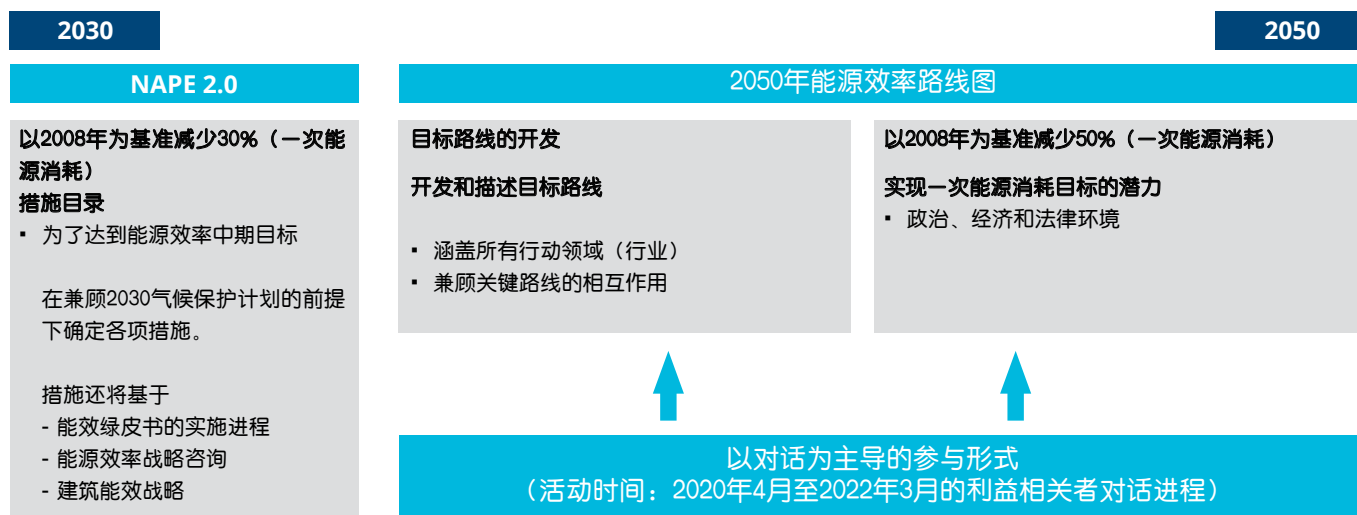 2030
2050
NAPE 2.0
2050年能源效率路线图
以2008年为基准减少30%（一次能
源消耗）
措施目录
▪ 为了达到能源效率中期目标
在兼顾2030气候保护计划的前提
下确定各项措施。
措施还将基于
- 能效绿皮书的实施进程
- 能源效率战略咨询
- 建筑能效战略
目标路线的开发
开发和描述目标路线
▪ 涵盖所有行动领域（行业）
▪ 兼顾关键路线的相互作用
以2008年为基准减少50%（一次能源消耗）
实现一次能源消耗目标的潜力
▪ 政治、经济和法律环境
以对话为主导的参与形式
（活动时间：2020年4月至2022年3月的利益相关者对话进程）